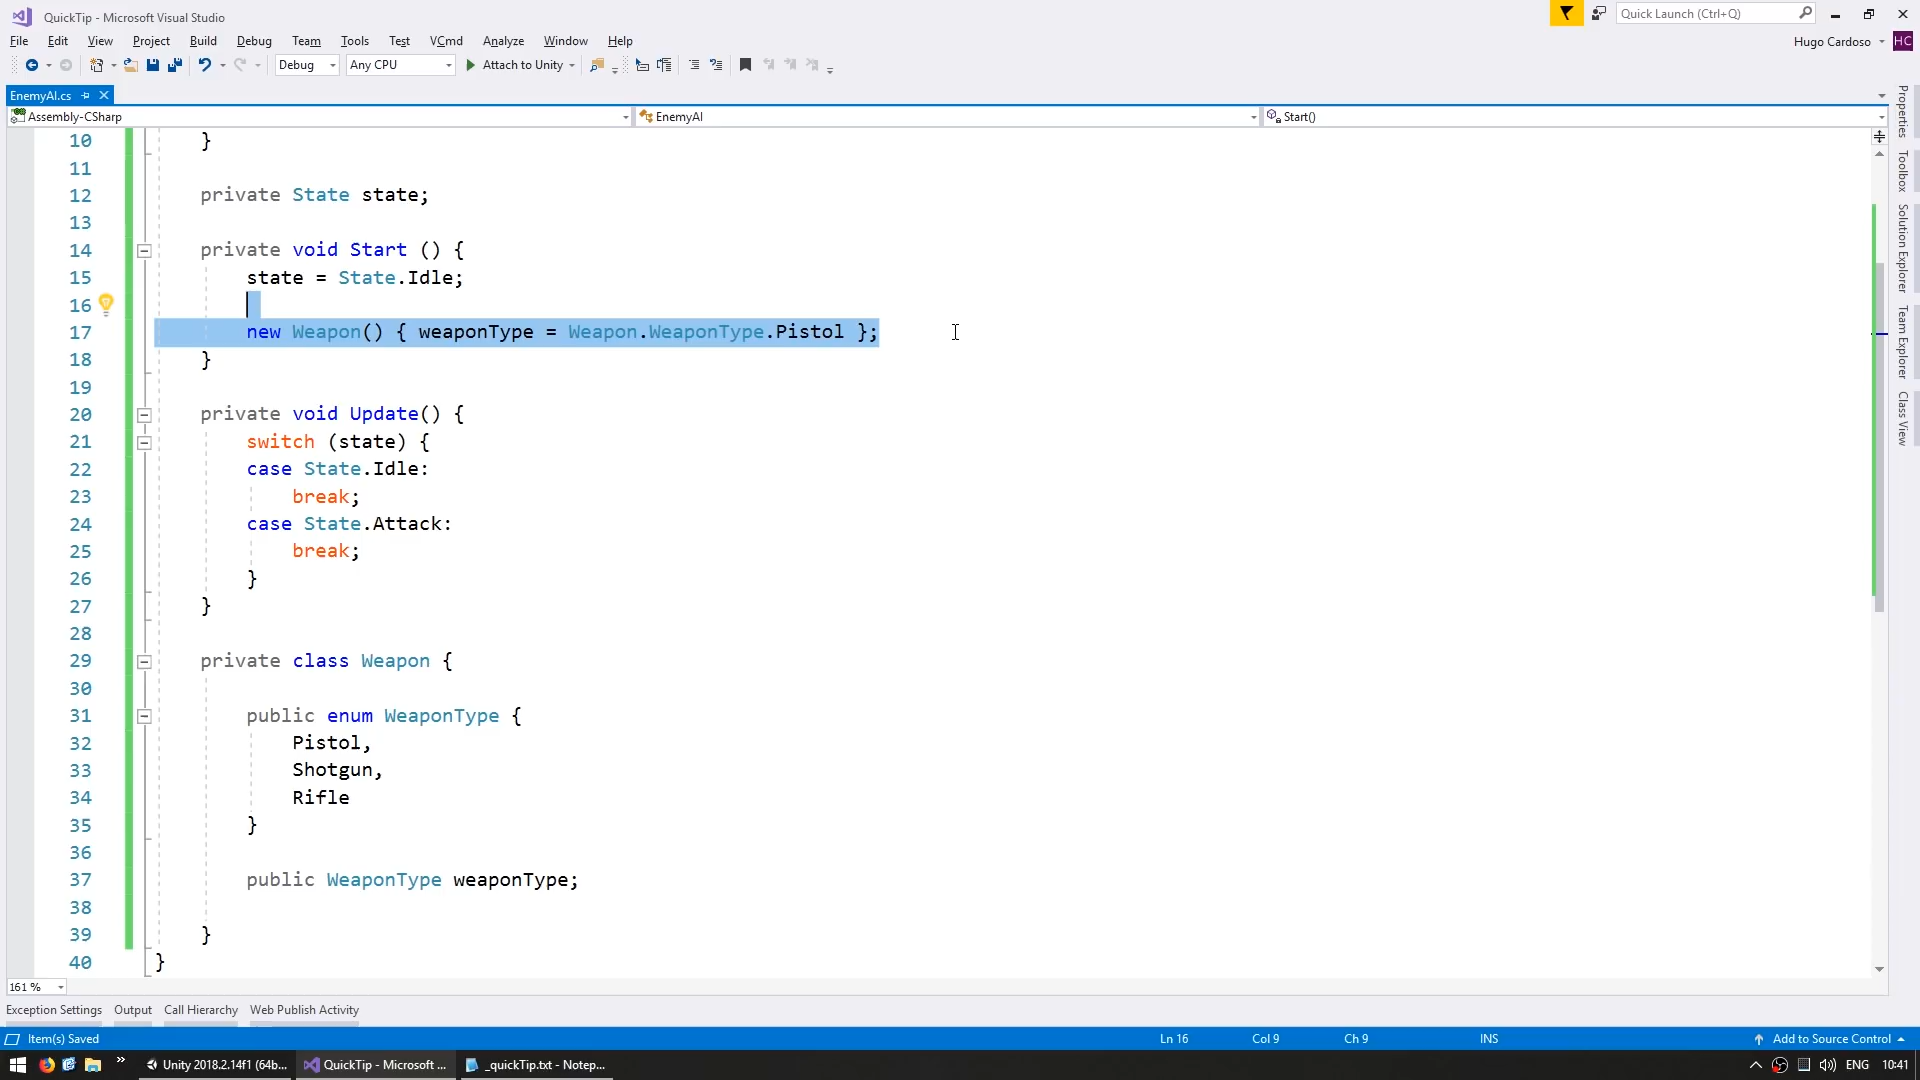 QuickTip - Microsoft Visual Studio
Quick Launch (Ctrl+Q)
File Edit View Project Build Debug Team Tools Test VCmd Analyze Window Help
Hugo Cardoso HC
Debug Any CPU Attach to Unity
EnemyAI.cs
Assembly-CSharp EnemyAI Start()
10 }
11
12 private State state;
13
14 private void Start () {
15 state = State.Idle;
16
17 new Weapon() { weaponType = Weapon.WeaponType.Pistol };
18 }
19
20 private void Update() {
21 switch (state) {
22 case State.Idle:
23 break;
24 case State.Attack:
25 break;
26 }
27 }
28
29 private class Weapon {
30
31 public enum WeaponType {
32 Pistol,
33 Shotgun,
34 Rifle
35 }
36
37 public WeaponType weaponType;
38
39 }
40 }
Properties
Toolbox
Solution Explorer
Team Explorer
Class View
161 %
Exception Settings Output Call Hierarchy Web Publish Activity
Item(s) Saved Ln 16 Col 9 Ch 9 INS Add to Source Control
» Unity 2018.2.14f1 (64b... QuickTip - Microsoft ... _quickTip.txt - Notep... ENG 10:41